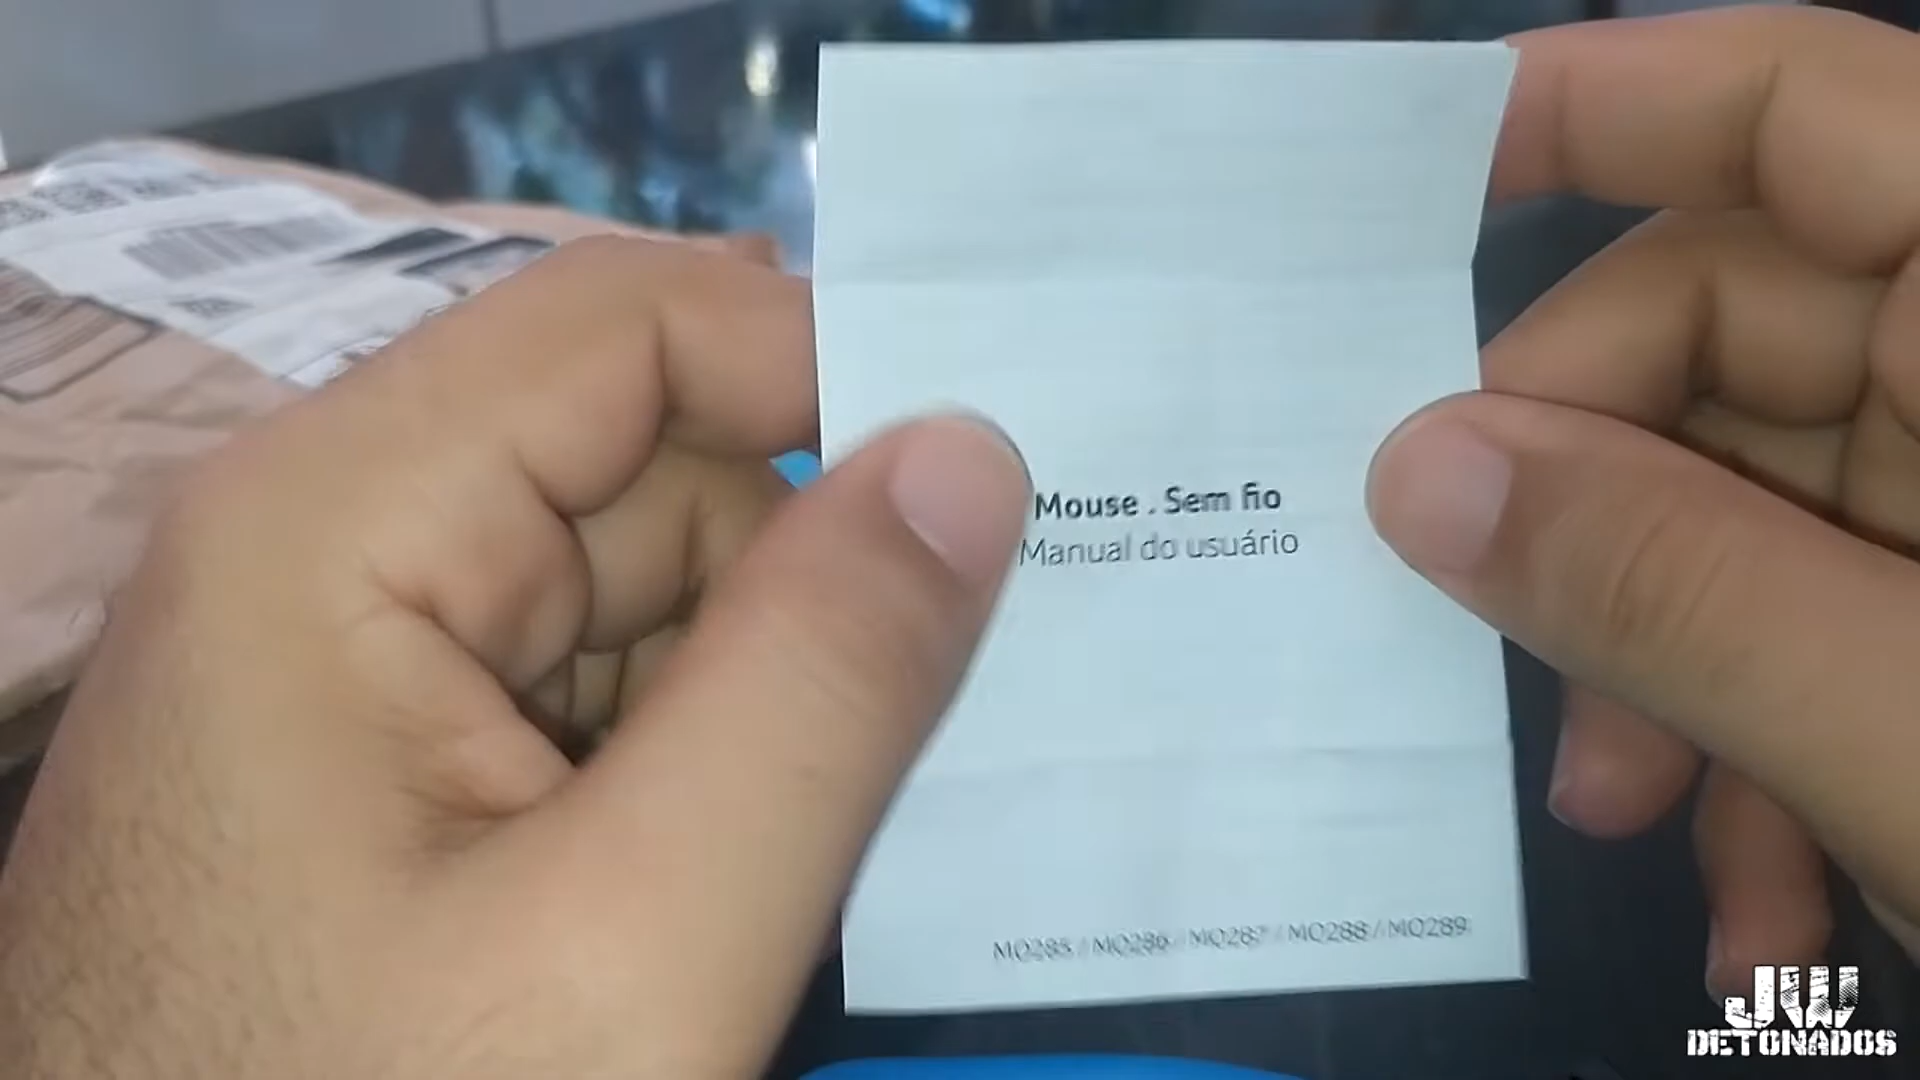 Mouse . Sem fio
Manual do usuário
MO285 / MO286 / MO287 / MO288 / MO289
JW
DETONADOS